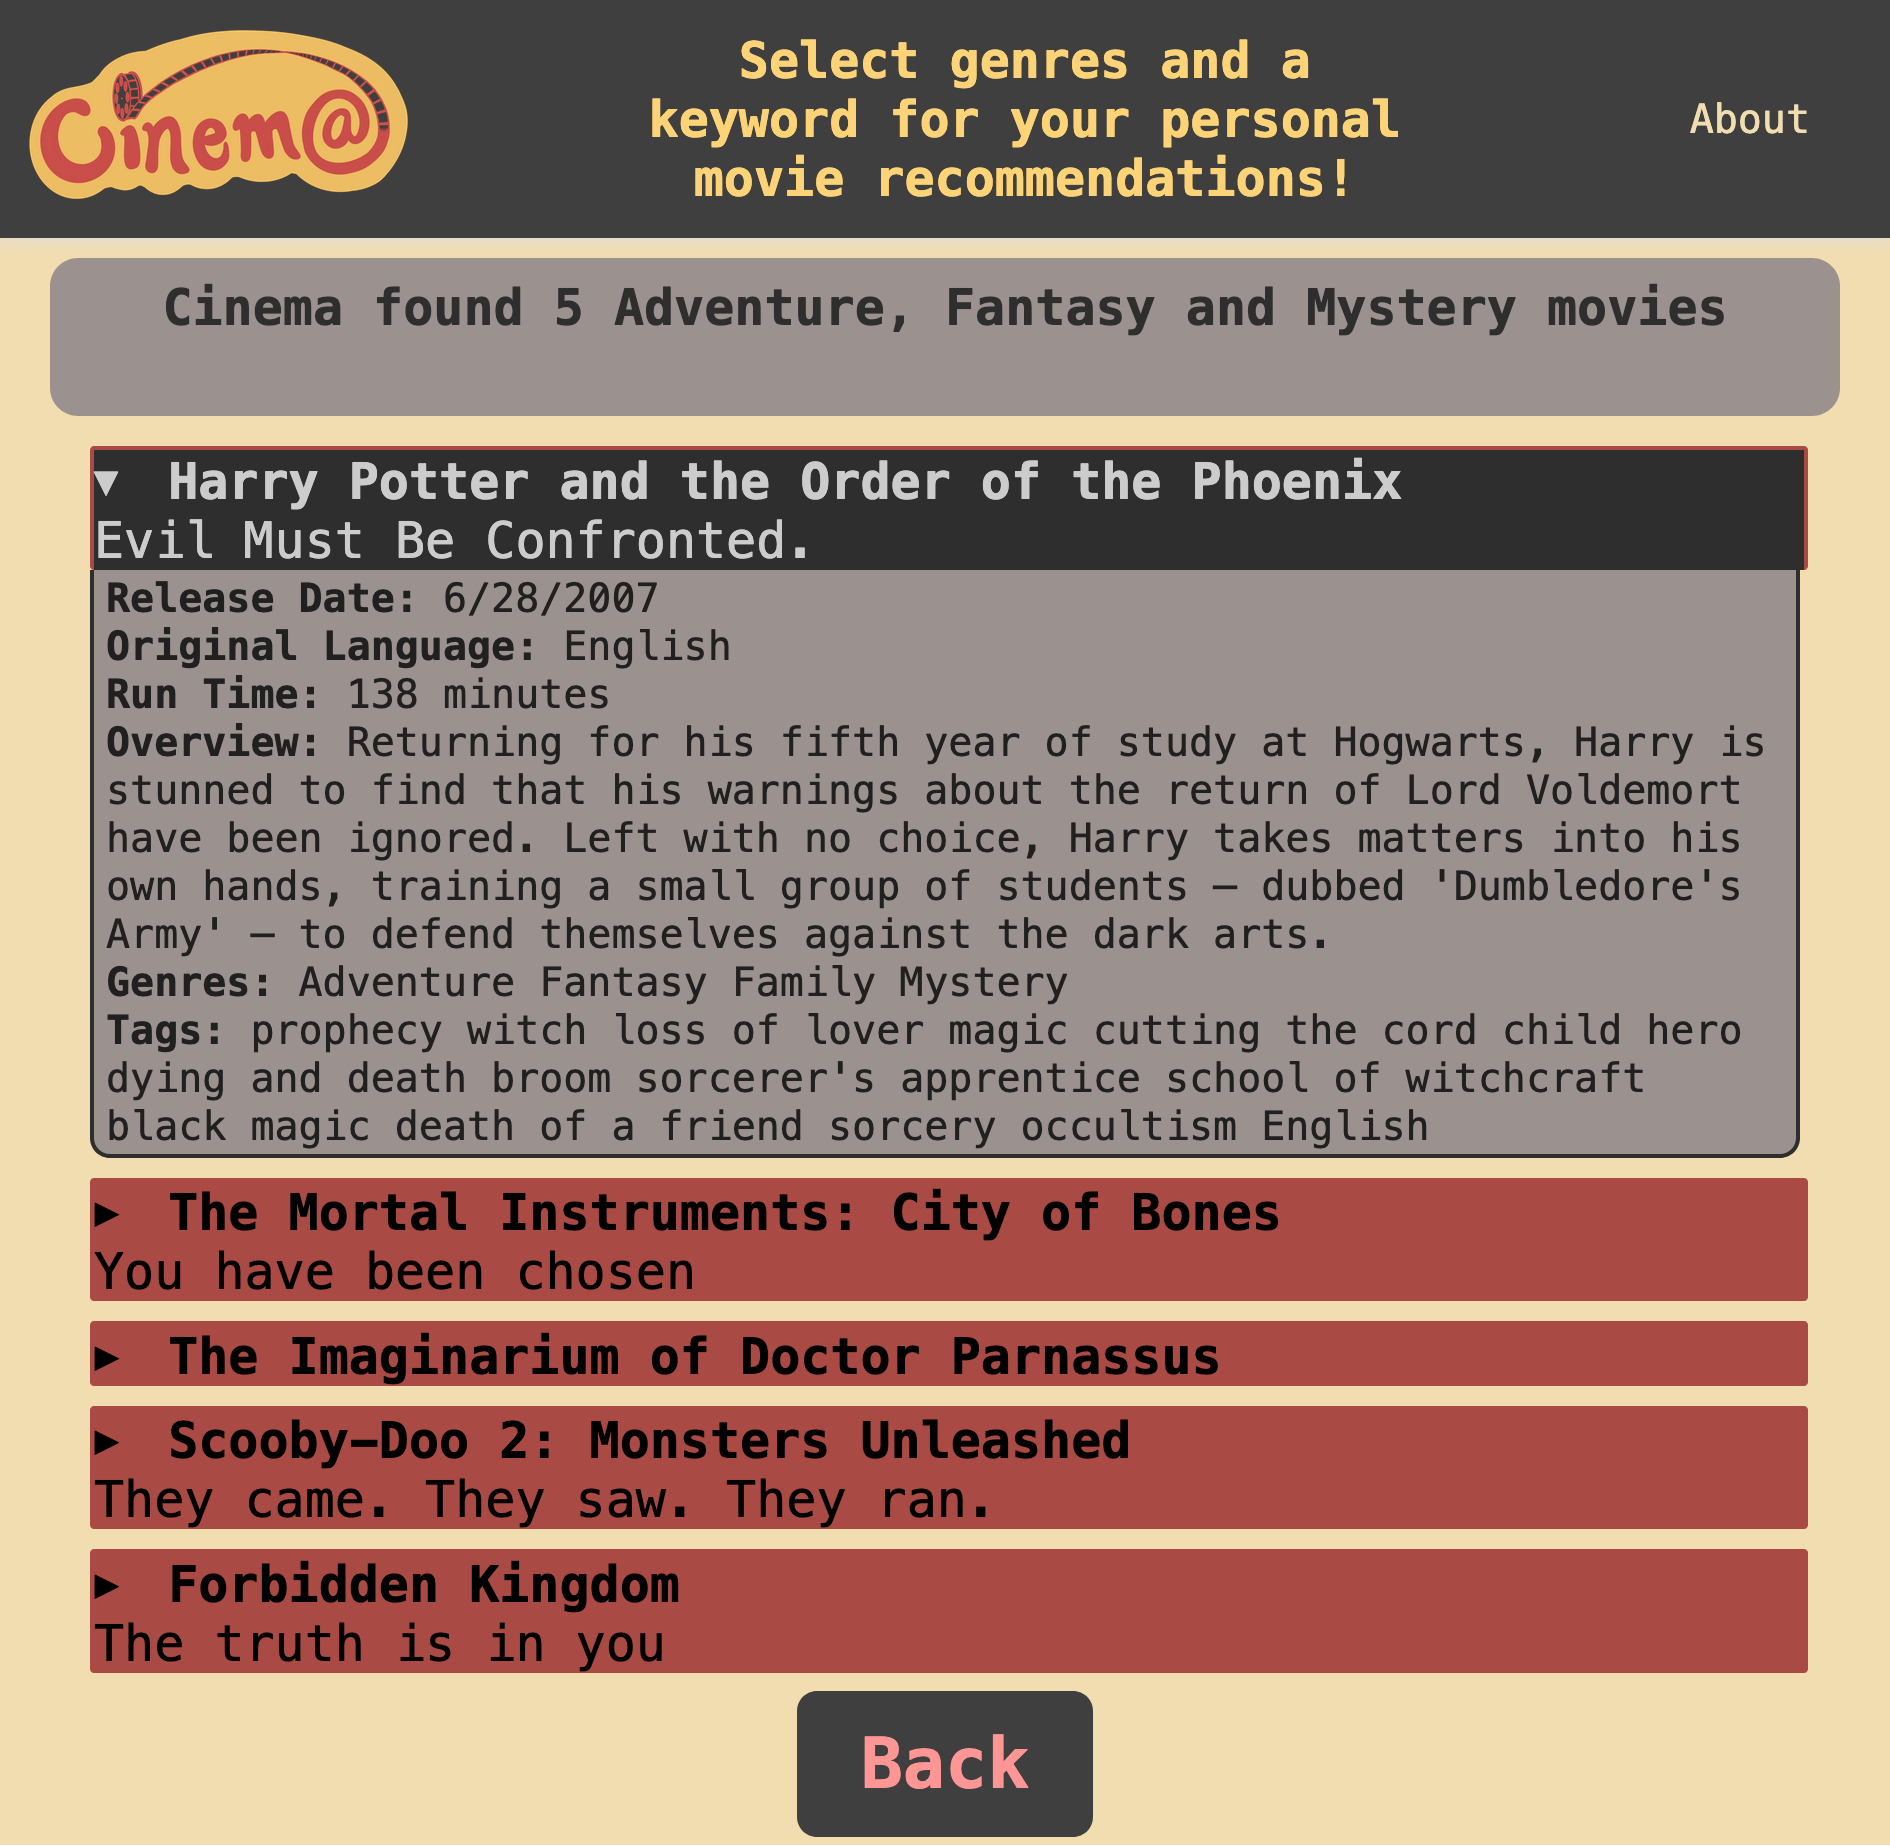 Cinem@
Select genres and a
keyword for your personal
movie recommendations!
About
Cinema found 5 Adventure, Fantasy and Mystery movies
▼ Harry Potter and the Order of the Phoenix
Evil Must Be Confronted.
Release Date: 6/28/2007
Original Language: English
Run Time: 138 minutes
Overview: Returning for his fifth year of study at Hogwarts, Harry is
stunned to find that his warnings about the return of Lord Voldemort
have been ignored. Left with no choice, Harry takes matters into his
own hands, training a small group of students – dubbed 'Dumbledore's
Army' – to defend themselves against the dark arts.
Genres: Adventure Fantasy Family Mystery
Tags: prophecy witch loss of lover magic cutting the cord child hero
dying and death broom sorcerer's apprentice school of witchcraft
black magic death of a friend sorcery occultism English
▶ The Mortal Instruments: City of Bones
You have been chosen
▶ The Imaginarium of Doctor Parnassus
▶ Scooby-Doo 2: Monsters Unleashed
They came. They saw. They ran.
▶ Forbidden Kingdom
The truth is in you
Back